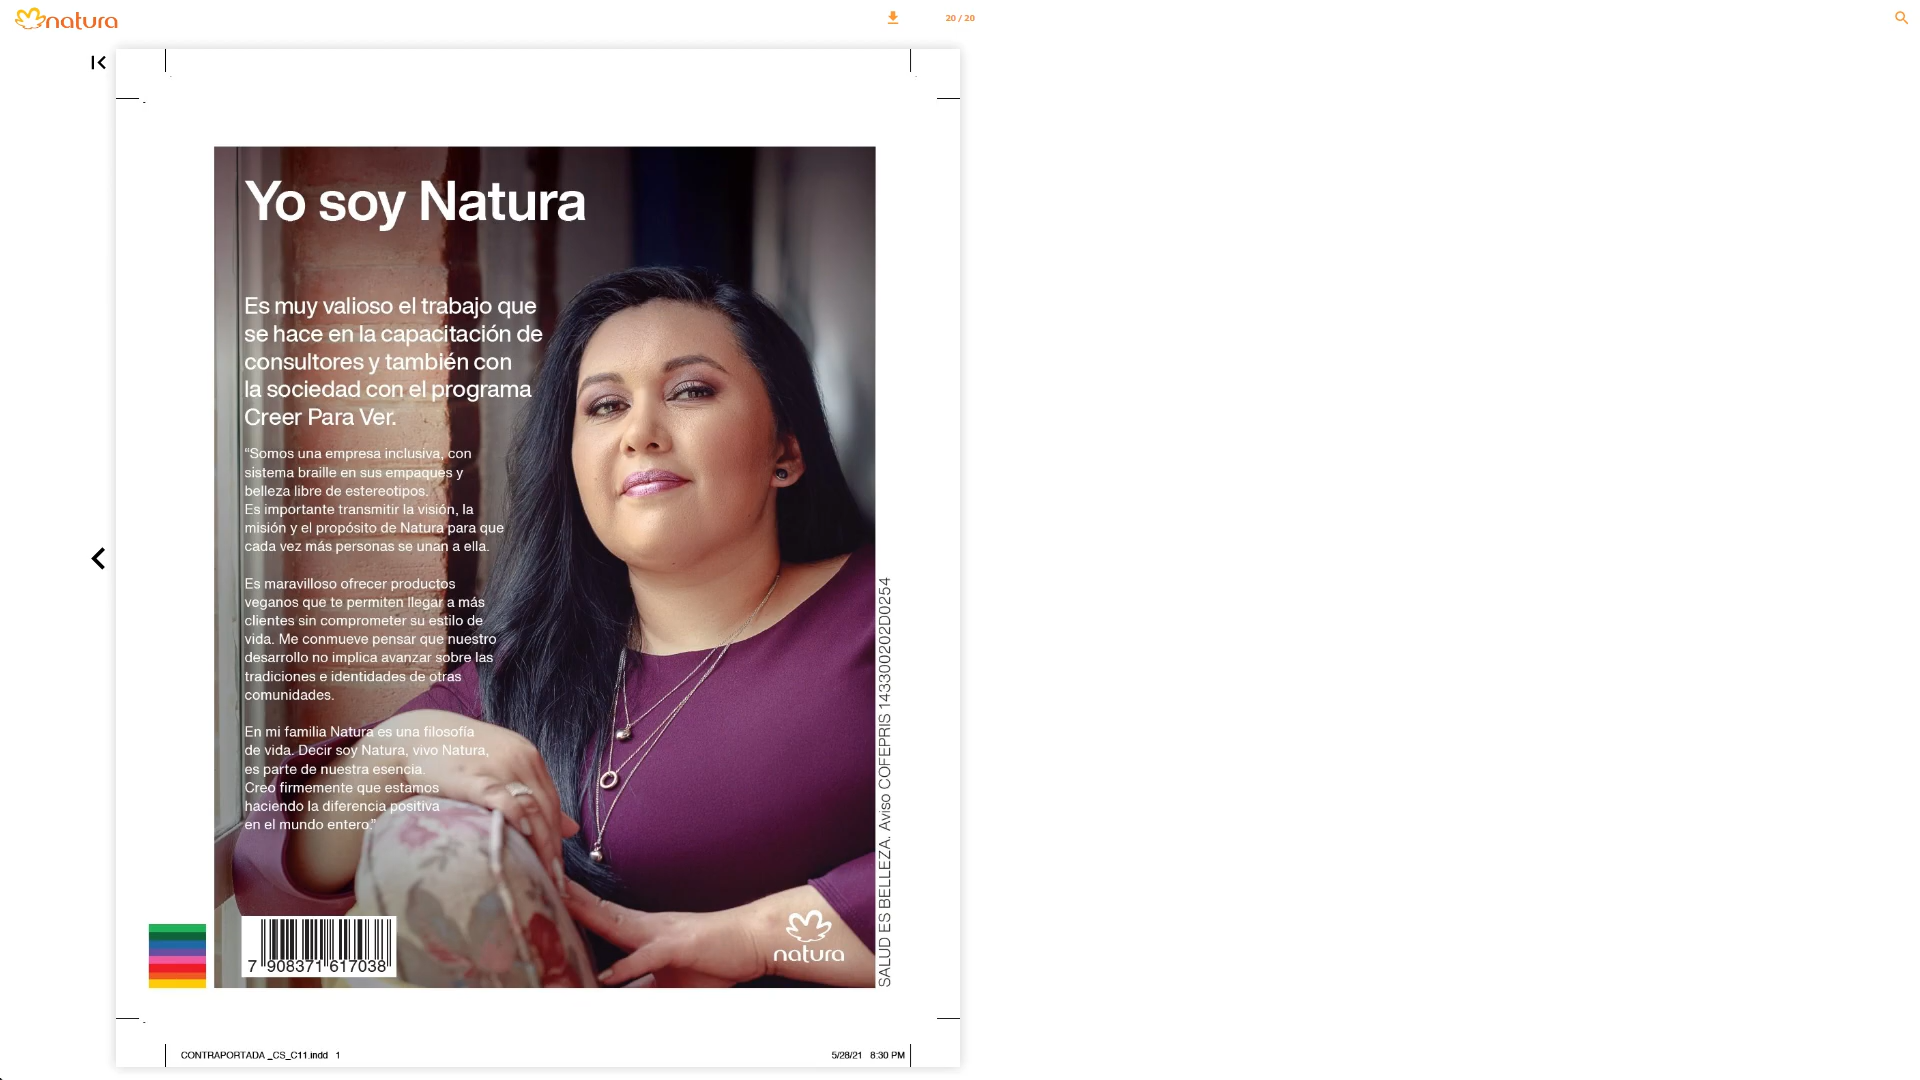 natura
20 / 20
Yo soy Natura
Es muy valioso el trabajo que
se hace en la capacitación de
consultores y también con
la sociedad con el programa
Creer Para Ver.
“Somos una empresa inclusiva, con
sistema braille en sus empaques y
belleza libre de estereotipos.
Es importante transmitir la visión, la
misión y el propósito de Natura para que
cada vez más personas se unan a ella.
Es maravilloso ofrecer productos
veganos que te permiten llegar a más
clientes sin comprometer su estilo de
vida. Me conmueve pensar que nuestro
desarrollo no implica avanzar sobre las
tradiciones e identidades de otras
comunidades.
En mi familia Natura es una filosofía
de vida. Decir soy Natura, vivo Natura,
es parte de nuestra esencia.
Creo firmemente que estamos
haciendo la diferencia positiva
en el mundo entero.”
7 908371 617038
natura
SALUD ES BELLEZA. Aviso COFEPRIS 14330020​2D0254
CONTRAPORTADA _CS_C11.indd 1
5/28/21 8:30 PM